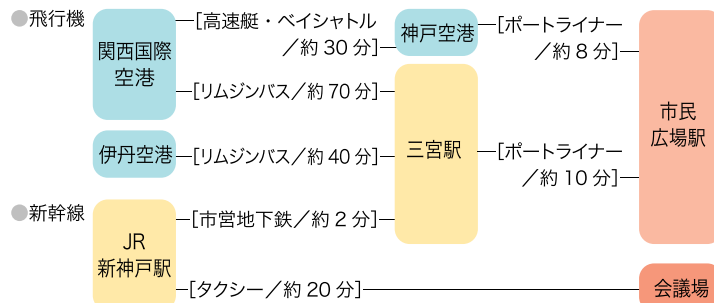 ●飛行機
関西国際
空港
[高速艇・ベイシャトル
／約 30 分]
神戸空港
[ポートライナー
／約 8 分]
[リムジンバス／約 70 分]
伊丹空港
[リムジンバス／約 40 分]
三宮駅
[ポートライナー
／約 10 分]
市民
広場駅
●新幹線
JR
新神戸駅
[市営地下鉄／約 2 分]
[タクシー／約 20 分]
会議場